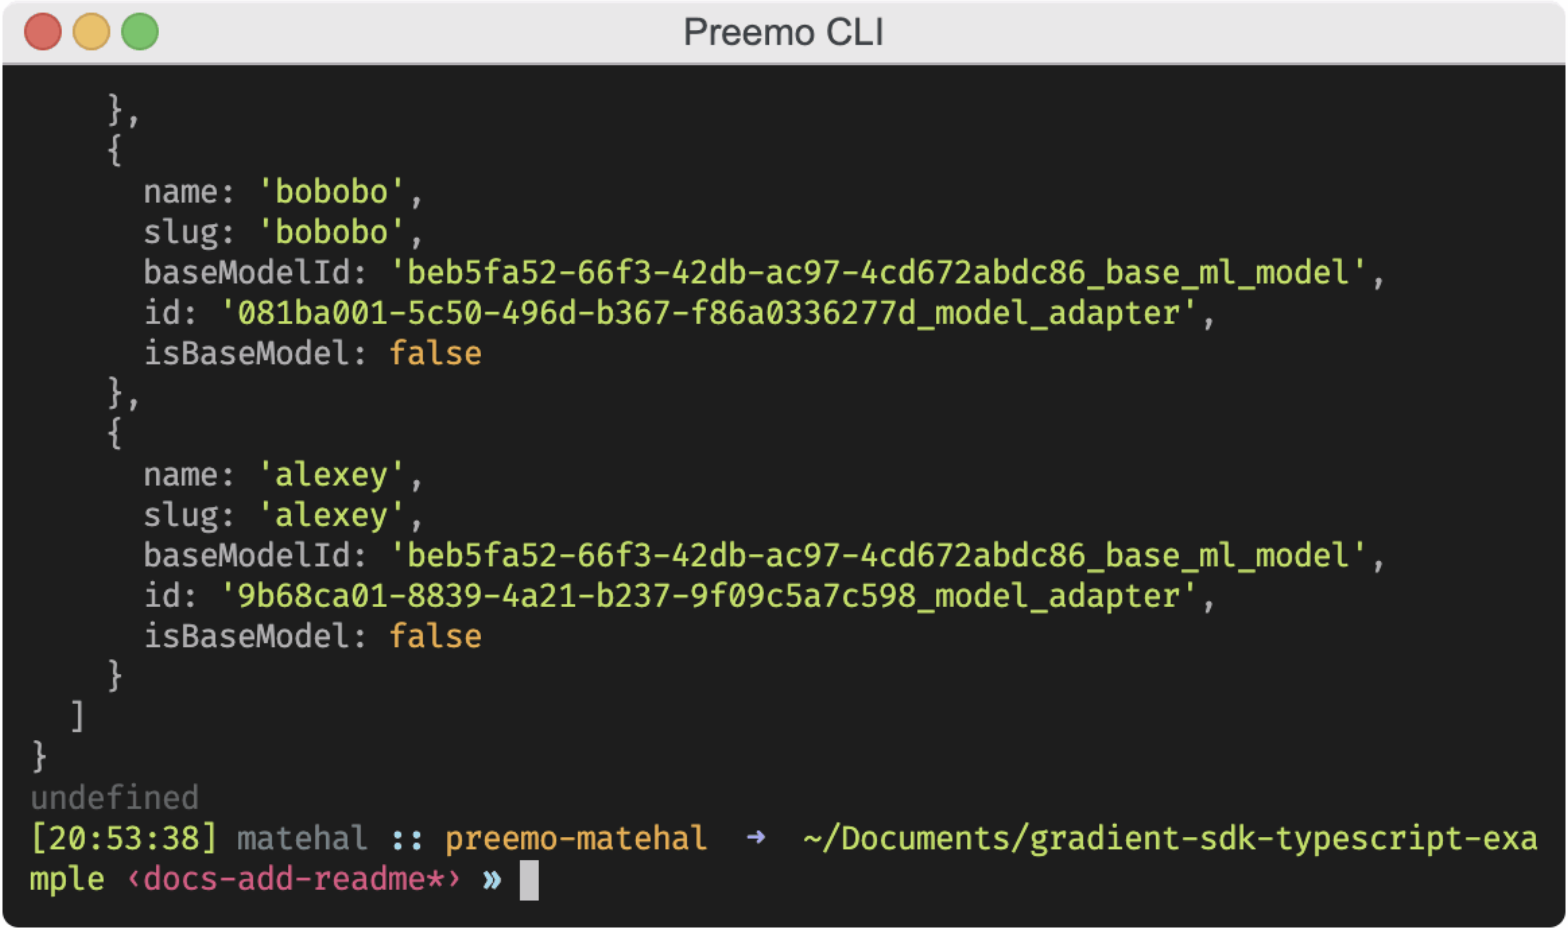 Preemo CLI
},
{
name: 'bobobo',
slug: 'bobobo',
baseModelId: 'beb5fa52-66f3-42db-ac97-4cd672abdc86_base_ml_model',
id: '081ba001-5c50-496d-b367-f86a0336277d_model_adapter',
isBaseModel: false
},
{
name: 'alexey',
slug: 'alexey',
baseModelId: 'beb5fa52-66f3-42db-ac97-4cd672abdc86_base_ml_model',
id: '9b68ca01-8839-4a21-b237-9f09c5a7c598_model_adapter',
isBaseModel: false
}
]
}
undefined
[20:53:38] matehal :: preemo-matehal ➜ ~/Documents/gradient-sdk-typescript-exa
mple ‹docs-add-readme*› »